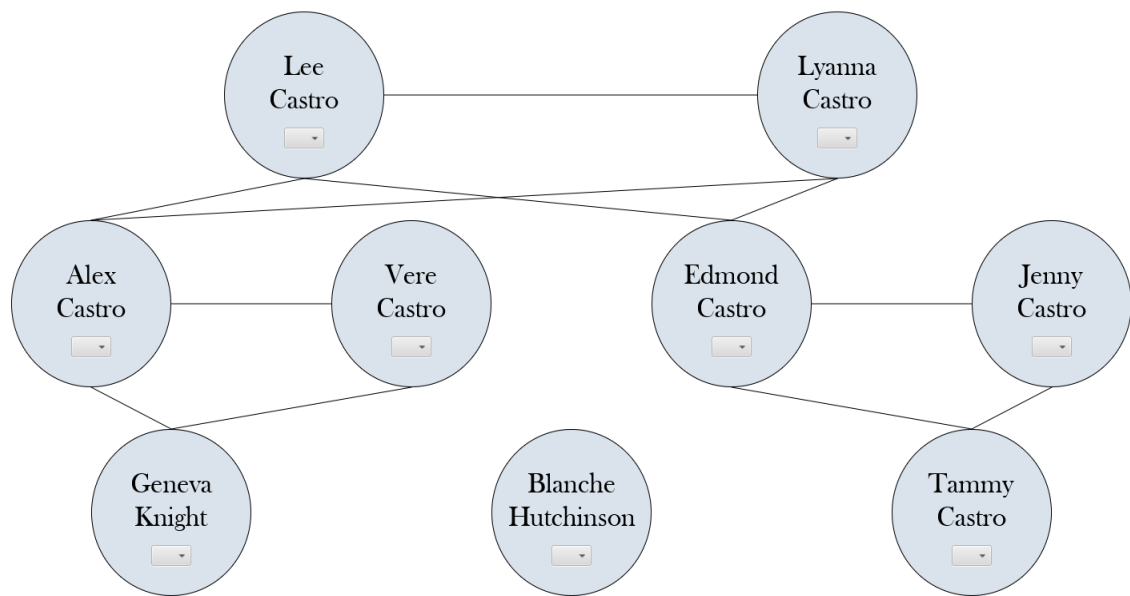 Lee
Castro
Lyanna
Castro
Alex
Castro
Vere
Castro
Edmond
Castro
Jenny
Castro
Geneva
Knight
Blanche
Hutchinson
Tammy
Castro